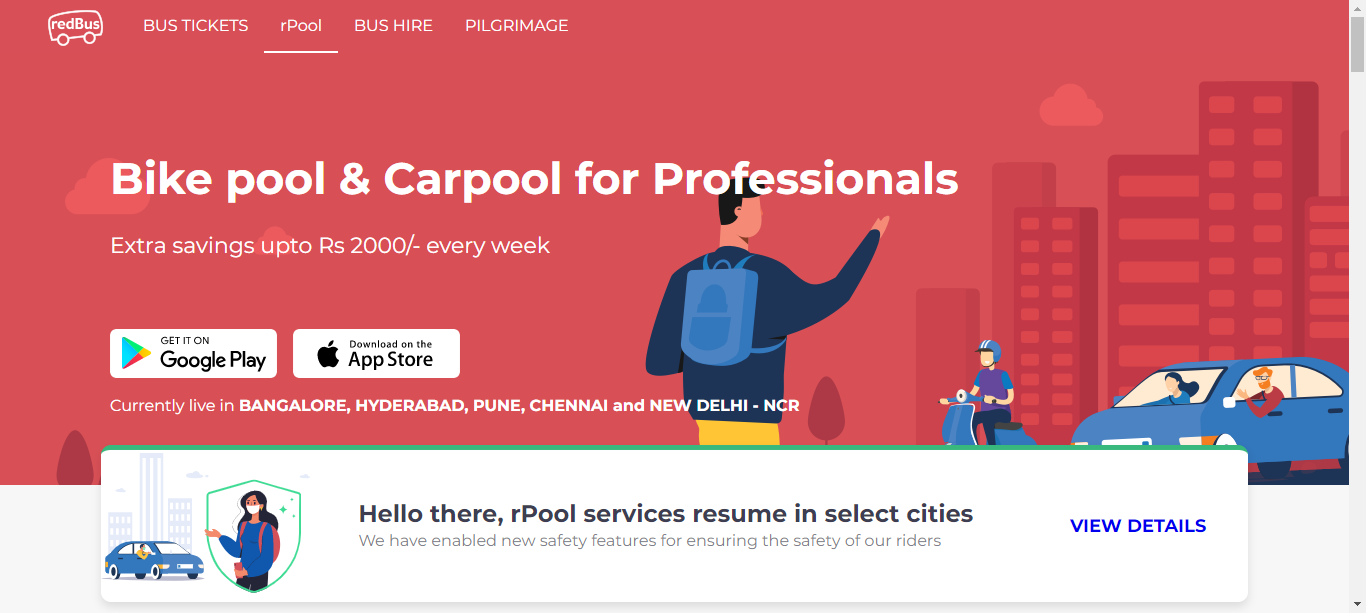 redBus
BUS TICKETS rPool BUS HIRE PILGRIMAGE
Bike pool & Carpool for Professionals
Extra savings upto Rs 2000/- every week
GET IT ON
Google Play
Download on the
App Store
Currently live in BANGALORE, HYDERABAD, PUNE, CHENNAI and NEW DELHI - NCR
Hello there, rPool services resume in select cities
We have enabled new safety features for ensuring the safety of our riders
VIEW DETAILS